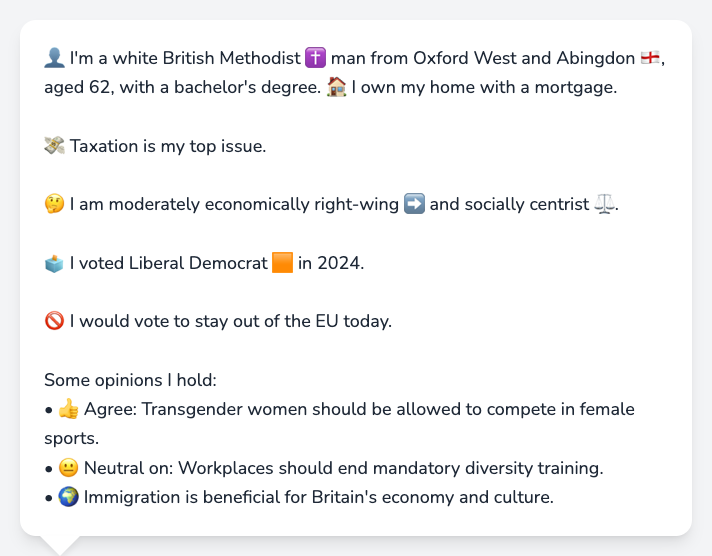 👤 I'm a white British Methodist ✝️ man from Oxford West and Abingdon 🏴󠁧󠁢󠁥󠁮󠁧󠁿,
aged 62, with a bachelor's degree. 🏠 I own my home with a mortgage.
💸 Taxation is my top issue.
🤔 I am moderately economically right-wing ➡️ and socially centrist ⚖️.
🗳️ I voted Liberal Democrat 🟧 in 2024.
🚫 I would vote to stay out of the EU today.
Some opinions I hold:
• 👍 Agree: Transgender women should be allowed to compete in female
sports.
• 😐 Neutral on: Workplaces should end mandatory diversity training.
• 🌍 Immigration is beneficial for Britain's economy and culture.